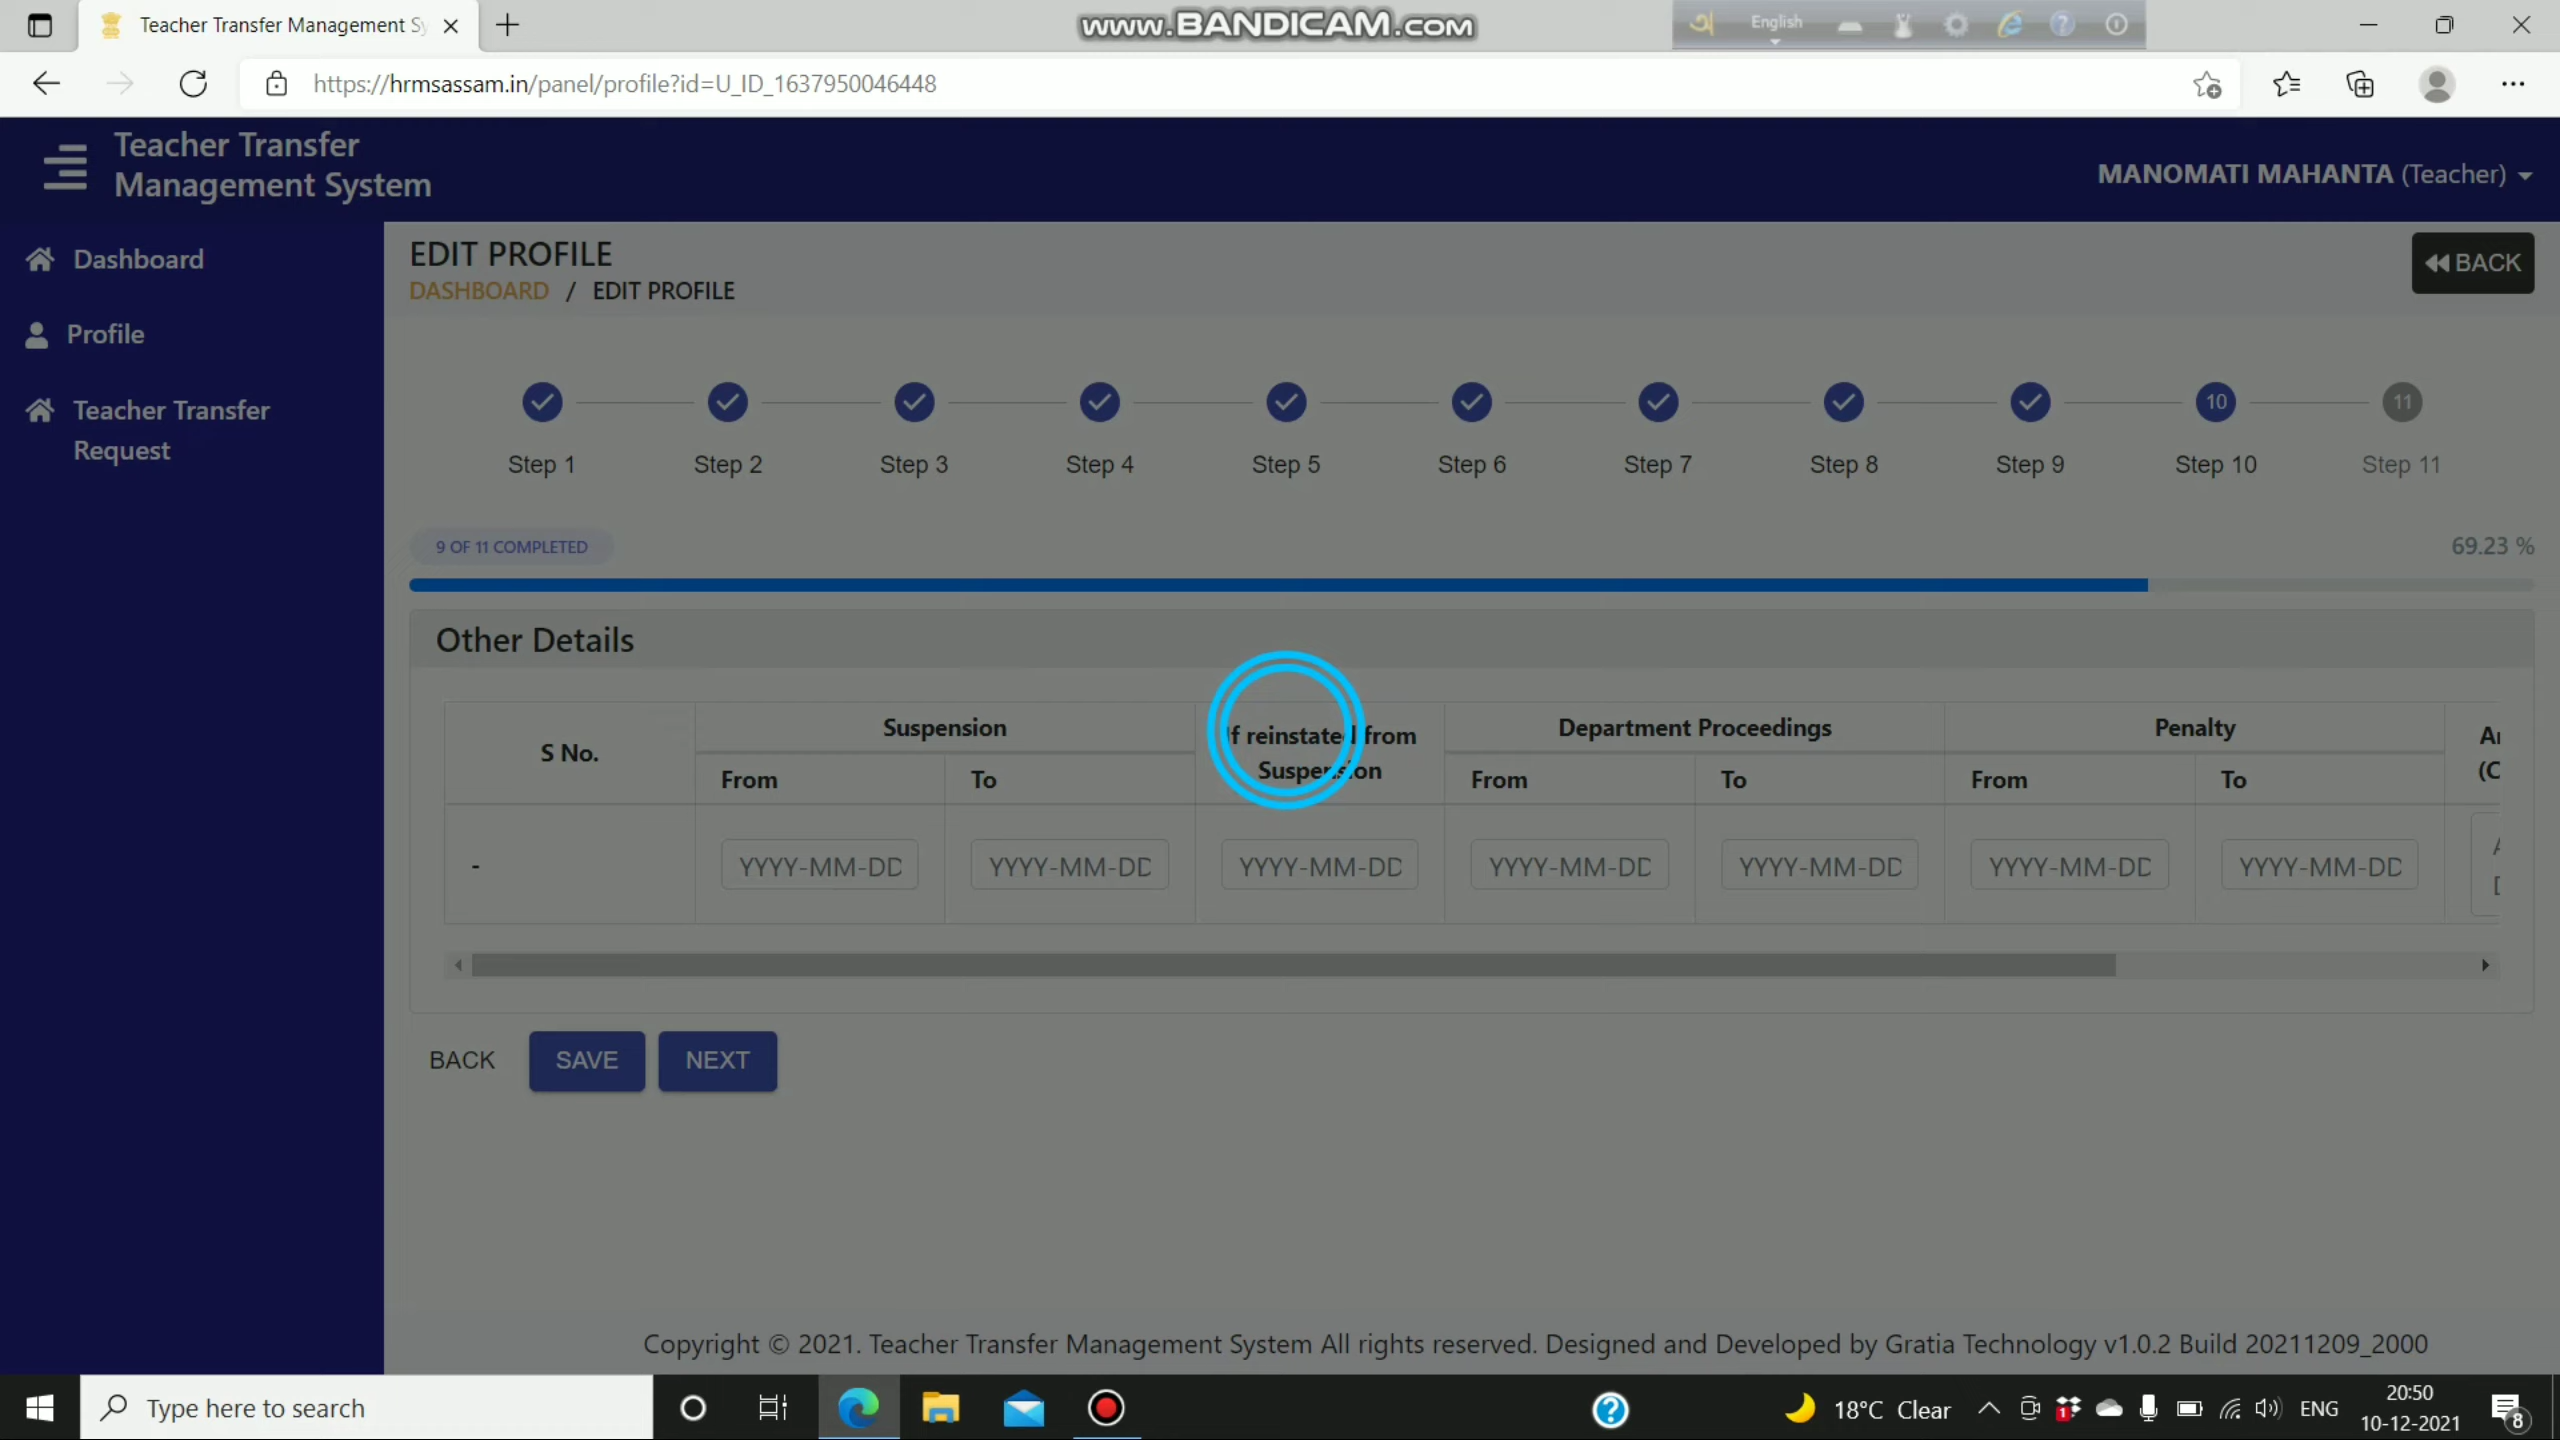 Teacher Transfer Management Sy
www.BANDICAM.com
English
https://hrmsassam.in/panel/profile?id=U_ID_1637950046448
Teacher Transfer
Management System
MANOMATI MAHANTA (Teacher)
Dashboard
Profile
Teacher Transfer
Request
EDIT PROFILE
DASHBOARD / EDIT PROFILE
BACK
10
11
Step 1
Step 2
Step 3
Step 4
Step 5
Step 6
Step 7
Step 8
Step 9
Step 10
Step 11
9 OF 11 COMPLETED
69.23 %
Other Details
S No.
Suspension
If reinstated from
Suspension
Department Proceedings
Penalty
From
To
From
To
From
To
-
YYYY-MM-DD
YYYY-MM-DD
YYYY-MM-DD
YYYY-MM-DD
YYYY-MM-DD
YYYY-MM-DD
YYYY-MM-DD
BACK
SAVE
NEXT
Copyright © 2021. Teacher Transfer Management System All rights reserved. Designed and Developed by Gratia Technology v1.0.2 Build 20211209_2000
Type here to search
18°C Clear
1
ENG
20:50
10-12-2021
8